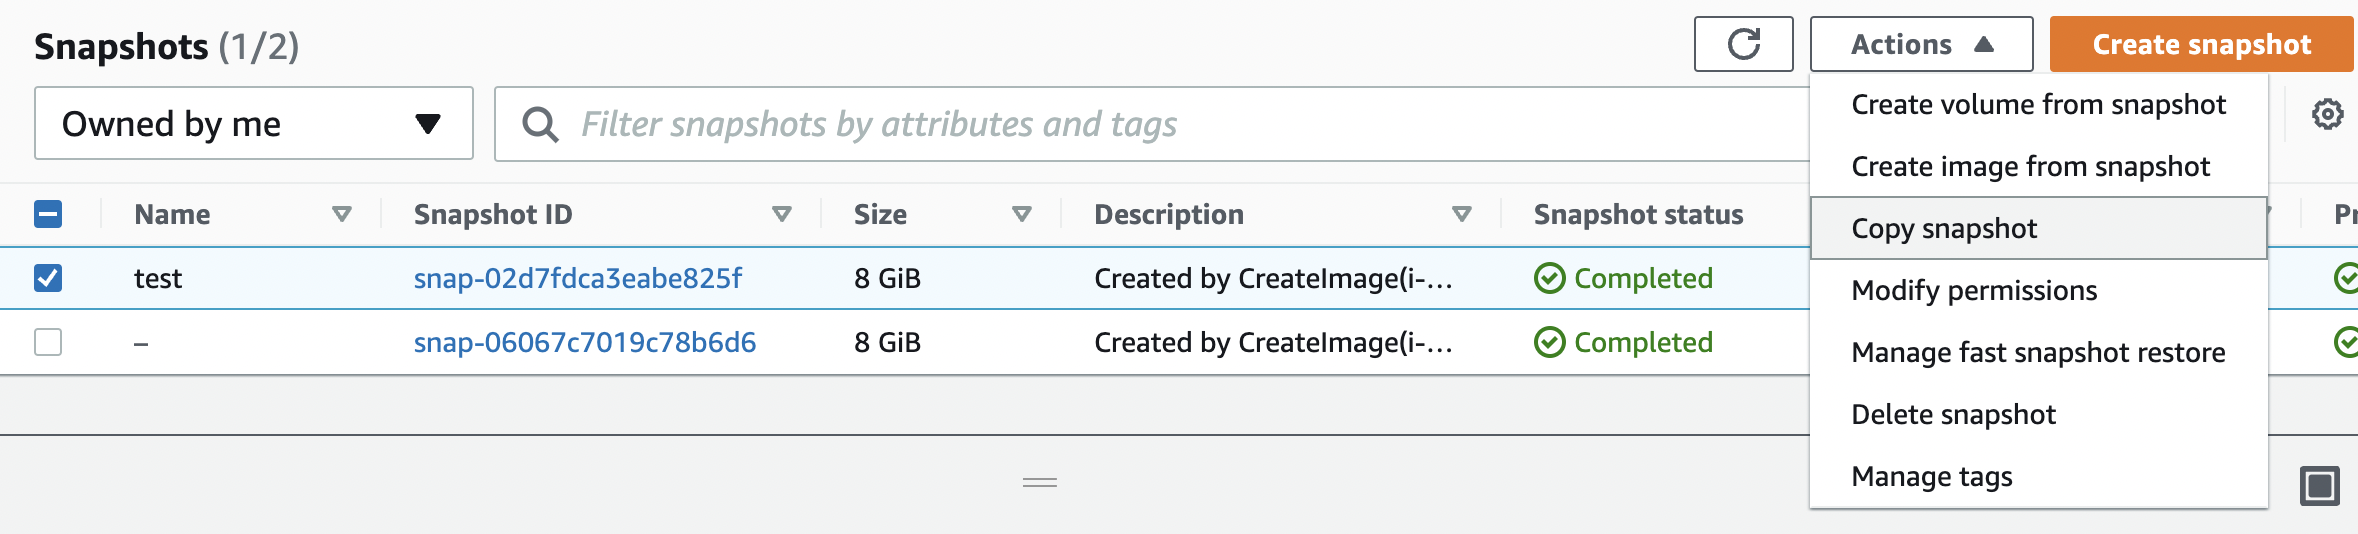 Snapshots (1/2)
Actions
Create snapshot
Owned by me
Filter snapshots by attributes and tags
Create volume from snapshot
Create image from snapshot
Copy snapshot
Modify permissions
Manage fast snapshot restore
Delete snapshot
Manage tags
Name Snapshot ID Size Description Snapshot status Pr
test snap-02d7fdca3eabe825f 8 GiB Created by CreateImage(i-... Completed
– snap-06067c7019c78b6d6 8 GiB Created by CreateImage(i-... Completed